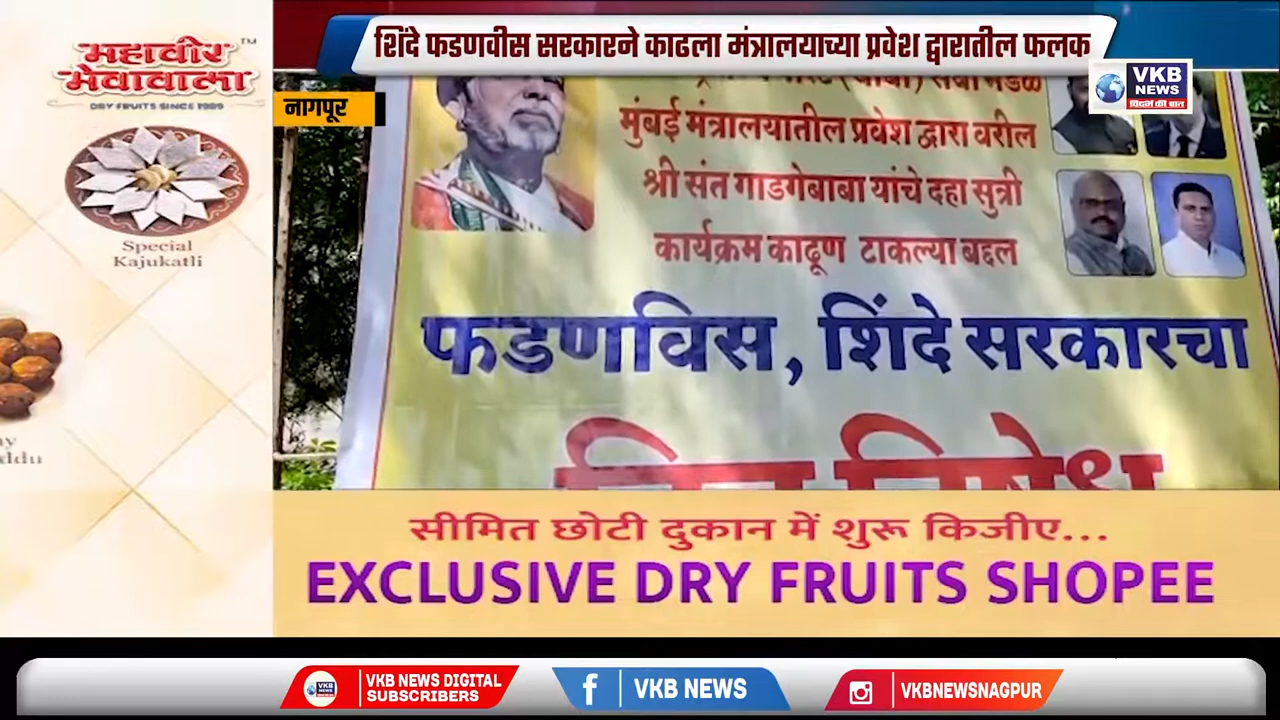 शिंदे फडणवीस सरकारने काढला मंत्रालयाच्या प्रवेश द्वारातील फलक
महावीर
मेवावाला
TM
DRY FRUITS SINCE 1989
Special
Kajukatli
नागपूर
VKB
NEWS
विदर्भ की बात
मुंबई मंत्रालयातील प्रवेश द्वारा वरील
श्री संत गाडगेबाबा यांचे दहा सुत्री
कार्यक्रम काढूण टाकल्या बद्दल
फडणविस, शिंदे सरकारचा
सीमित छोटी दुकान में शुरू किजीए...
EXCLUSIVE DRY FRUITS SHOPEE
VKB NEWS DIGITAL
SUBSCRIBERS
VKB NEWS
VKBNEWSNAGPUR